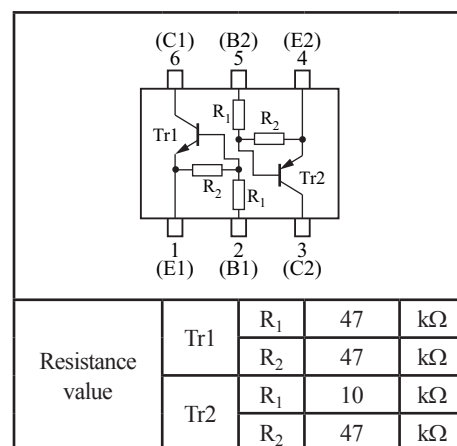 (C1) (B2) (E2)
6 5 4
R1
R2
Tr1
Tr2
R2
R1
1 2 3
(E1) (B1) (C2)
Resistance value
Tr1
R1 47 kΩ
R2 47 kΩ
Tr2
R1 10 kΩ
R2 47 kΩ